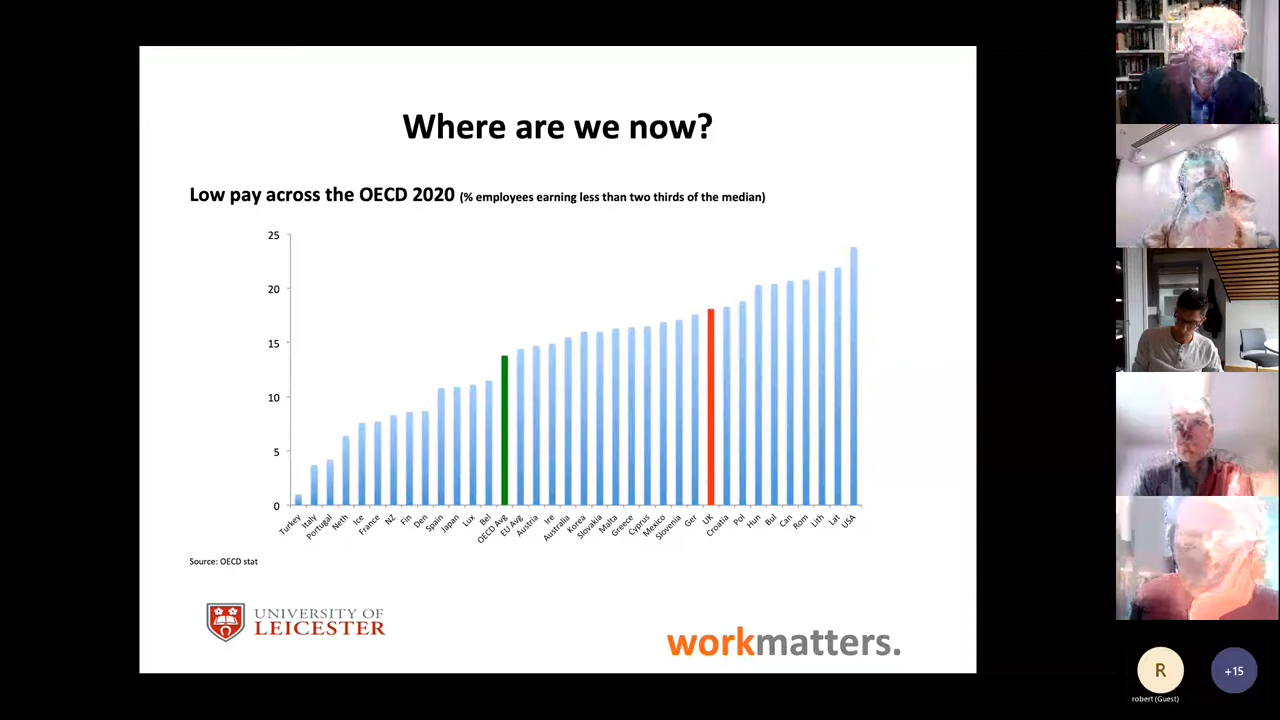 Where are we now?
Low pay across the OECD 2020 (% employees earning less than two thirds of the median)
25
20
15
10
5
0
Turkey
Italy
Portugal
Neth
Ice
France
NZ
Fin
Den
Spain
Japan
Lux
Bel
OECD Avg
EU Avg
Austria
Ire
Australia
Korea
Slovakia
Malta
Greece
Cyprus
Mexico
Slovenia
Ger
UK
Croatia
Pol
Hun
Bul
Can
Rom
Lith
Lat
USA
Source: OECD stat
UNIVERSITY OF
LEICESTER
workmatters.
R
+15
robert (Guest)